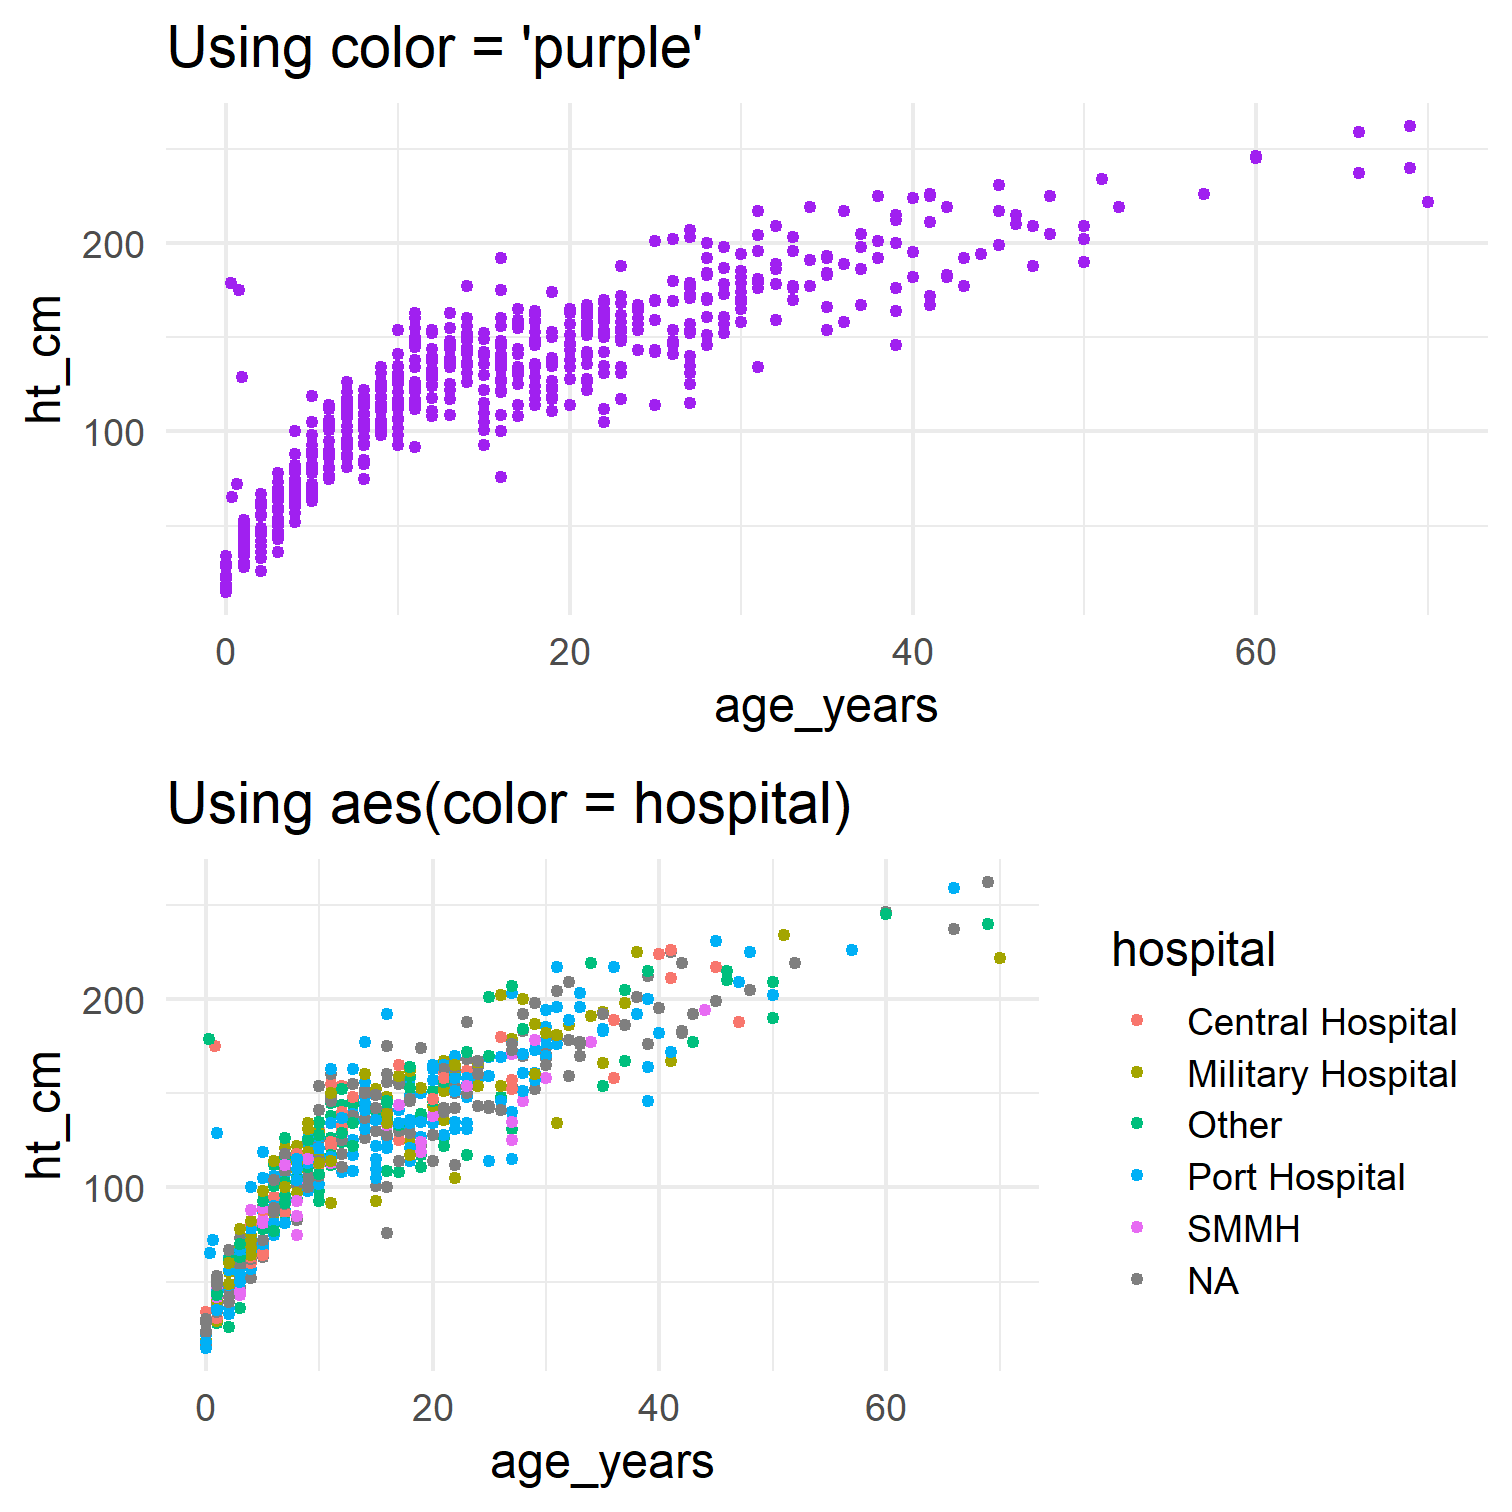 Using color = 'purple'
ht_cm
200
100
0 20 40 60
age_years
Using aes(color = hospital)
ht_cm
200
100
0 20 40 60
age_years
hospital
Central Hospital
Military Hospital
Other
Port Hospital
SMMH
NA